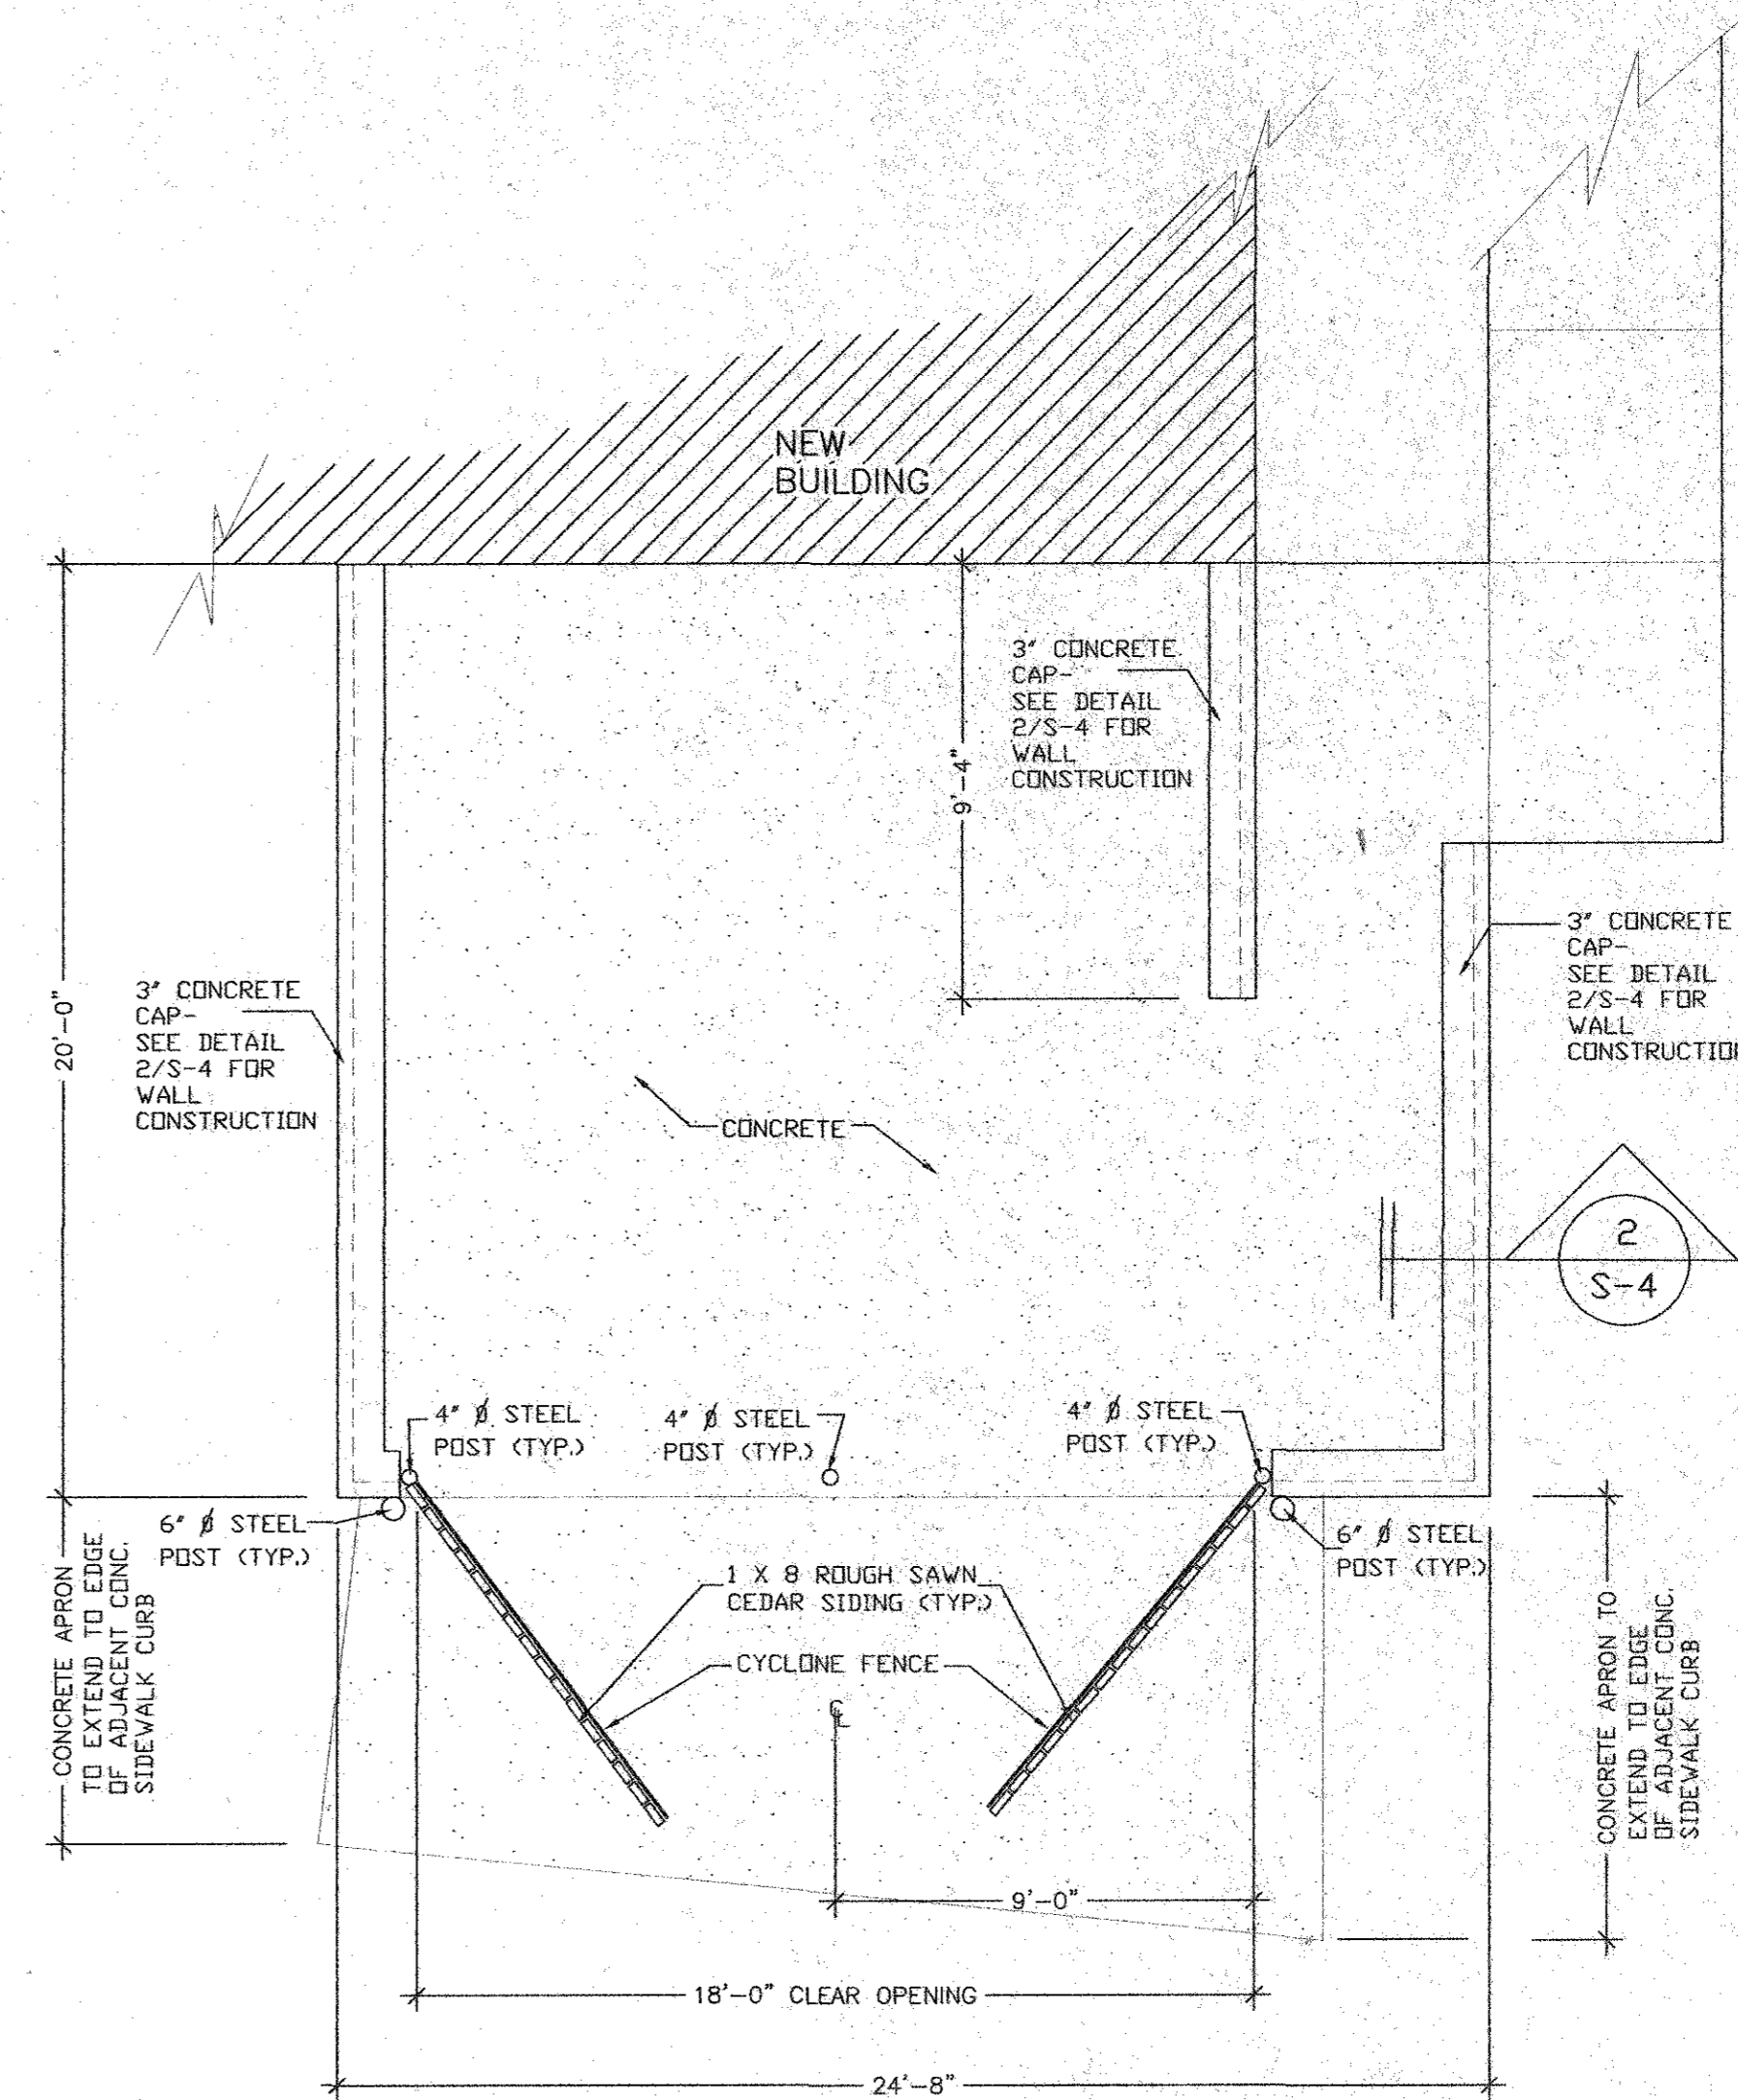 NEW
BUILDING
3" CONCRETE
CAP-
SEE DETAIL
2/S-4 FOR
WALL
CONSTRUCTION
9'-4"
20'-0"
3" CONCRETE
CAP-
SEE DETAIL
2/S-4 FOR
WALL
CONSTRUCTION
3" CONCRETE
CAP-
SEE DETAIL
2/S-4 FOR
WALL
CONSTRUCTION
CONCRETE
2
S-4
4" Ø STEEL
POST (TYP.)
4" Ø STEEL
POST (TYP.)
4" Ø STEEL
POST (TYP.)
6" Ø STEEL
POST (TYP.)
6" Ø STEEL
POST (TYP.)
1 X 8 ROUGH SAWN
CEDAR SIDING (TYP.)
CYCLONE FENCE
℄
CONCRETE APRON
TO EXTEND TO EDGE
OF ADJACENT CONC.
SIDEWALK CURB
CONCRETE APRON TO
EXTEND TO EDGE
OF ADJACENT CONC.
SIDEWALK CURB
9'-0"
18'-0" CLEAR OPENING
24'-8"